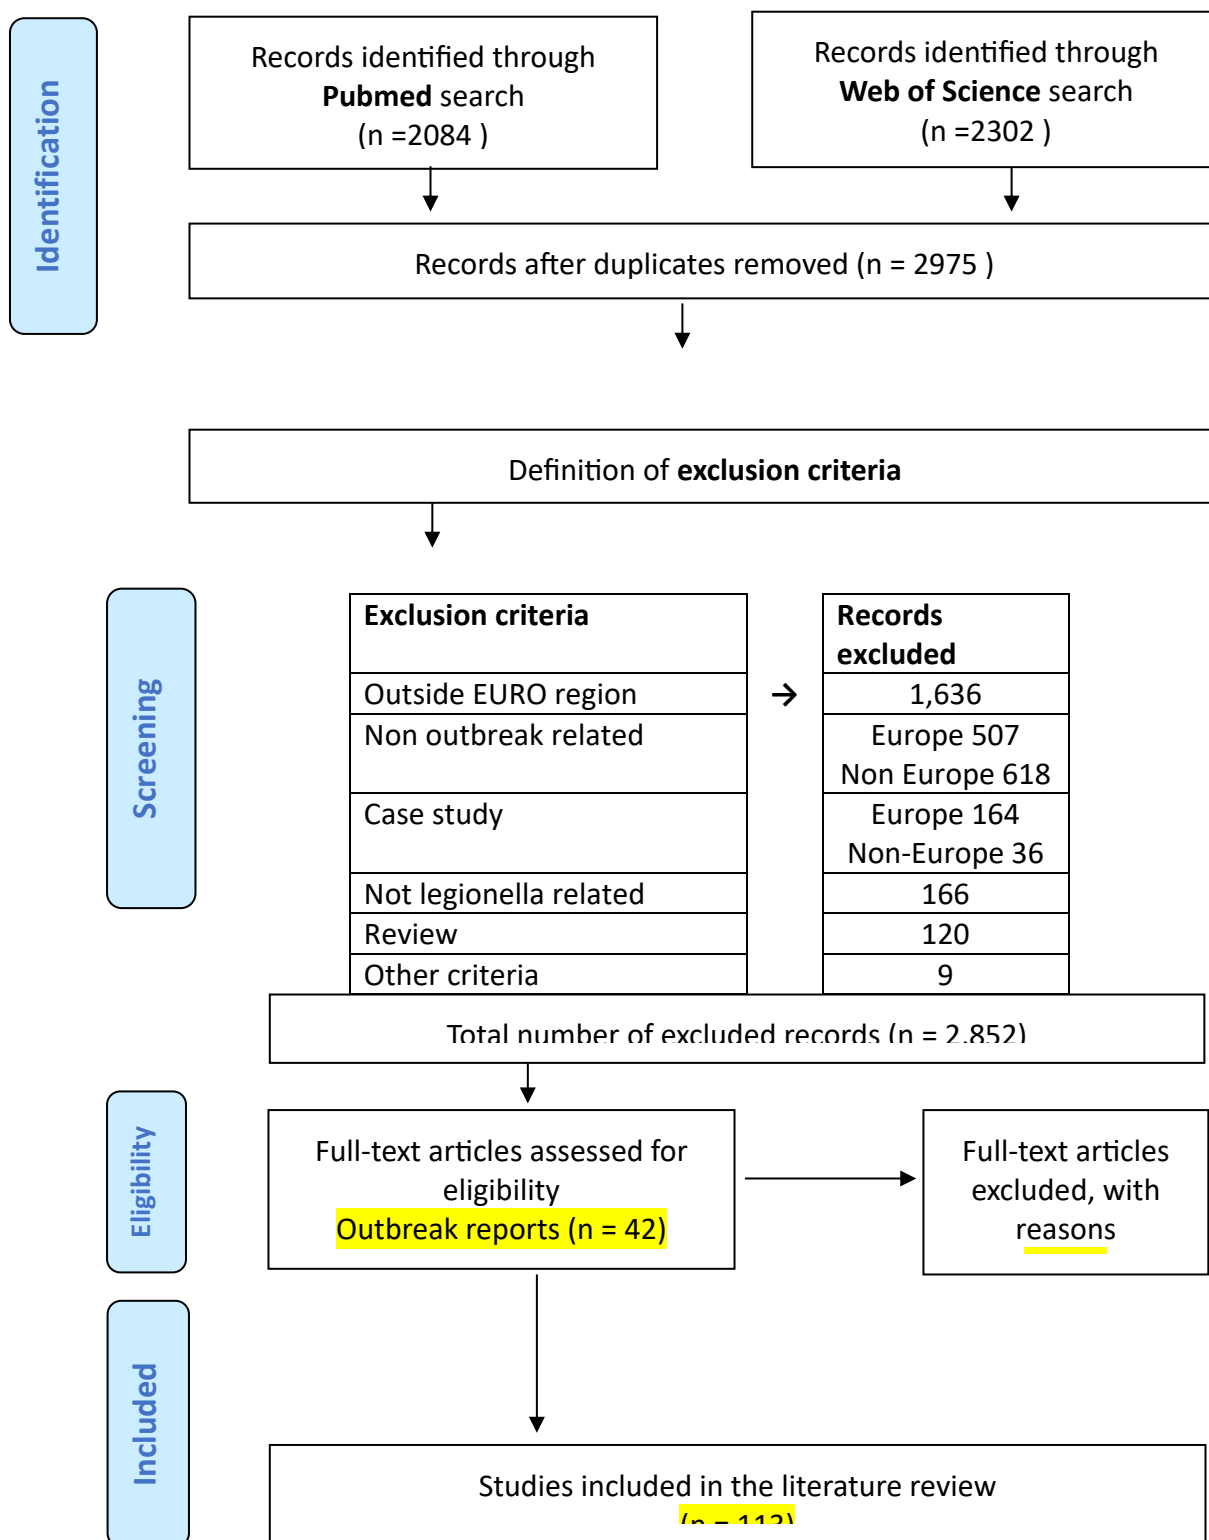 Identification
Records identified through
Pubmed search
(n =2084 )
Records identified through
Web of Science search
(n =2302 )
Records after duplicates removed (n = 2975 )
Definition of exclusion criteria
Screening
Exclusion criteria
Records
excluded
Outside EURO region
→
1,636
Non outbreak related
Europe 507
Non Europe 618
Case study
Europe 164
Non-Europe 36
Not legionella related
166
Review
120
Other criteria
9
Total number of excluded records (n = 2.852)
Eligibility
Full-text articles assessed for
eligibility
Outbreak reports (n = 42)
Full-text articles
excluded, with
reasons
Included
Studies included in the literature review
(n = 113)